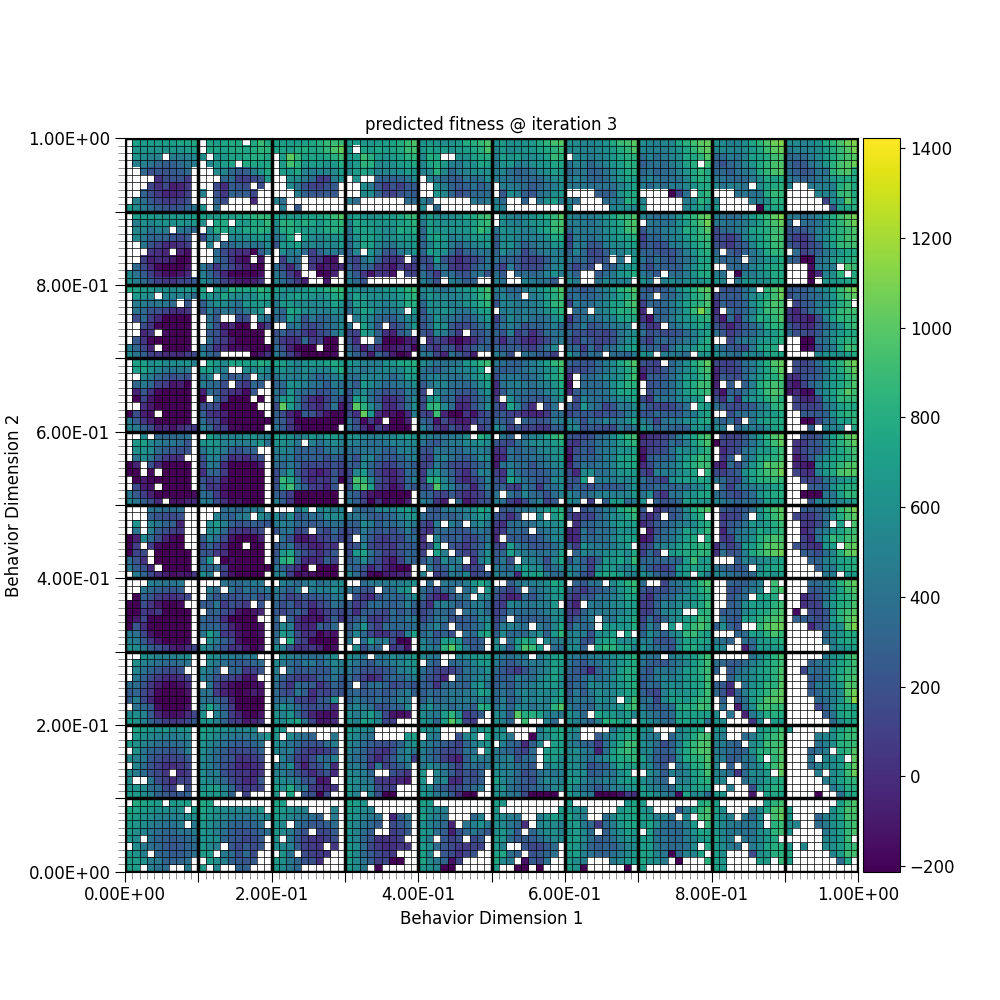 predicted fitness @ iteration 3
1.00E+00
8.00E-01
6.00E-01
4.00E-01
2.00E-01
0.00E+00
Behavior Dimension 2
0.00E+00 2.00E-01 4.00E-01 6.00E-01 8.00E-01 1.00E+00
Behavior Dimension 1
1400
1200
1000
800
600
400
200
0
−200